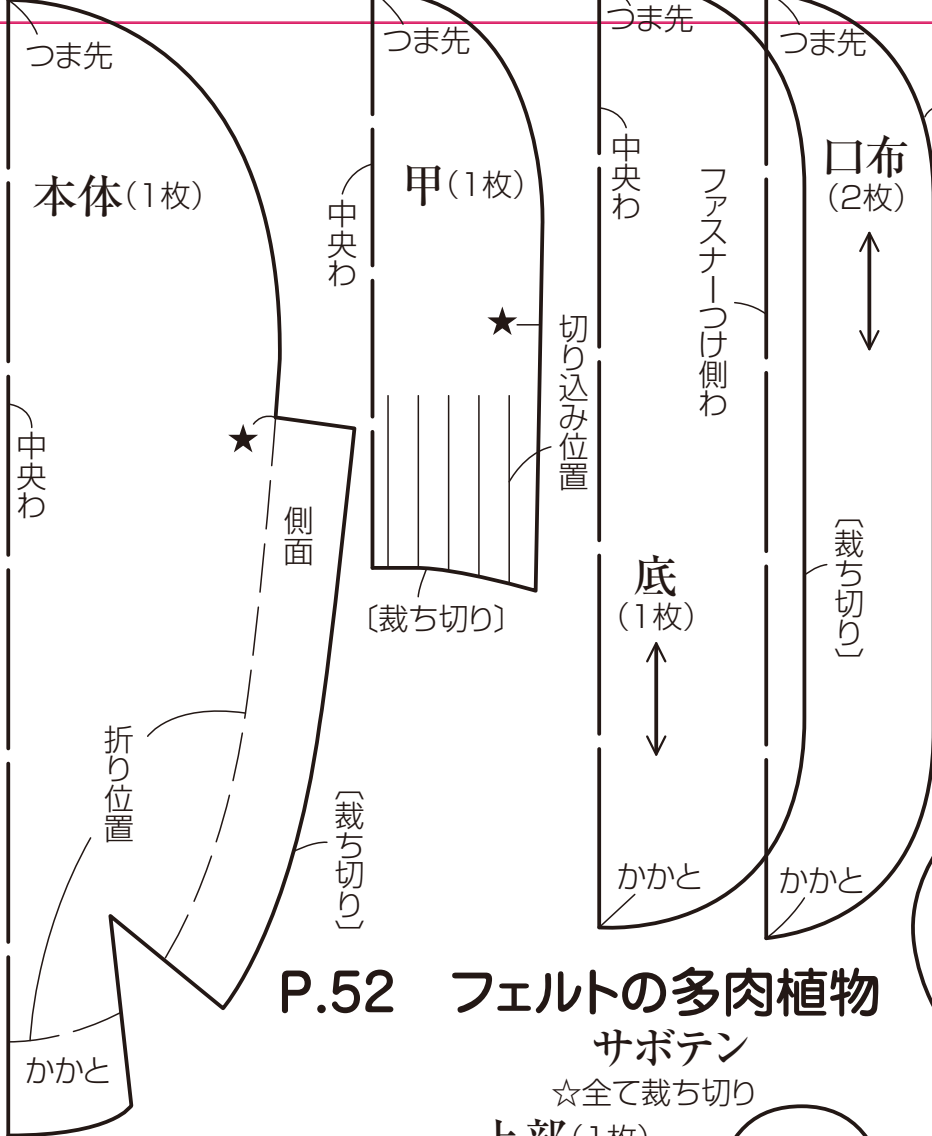 つま先
本体(1枚)
中央わ
★
側面
折り位置
〔裁ち切り〕
かかと
つま先
甲(1枚)
中央わ
★
切り込み位置
〔裁ち切り〕
つま先
中央わ
底
(1枚)
かかと
つま先
口布
(2枚)
ファスナーつけ側わ
〔裁ち切り〕
かかと
P.52 フェルトの多肉植物
サボテン
☆全て裁ち切り
上部(1枚)